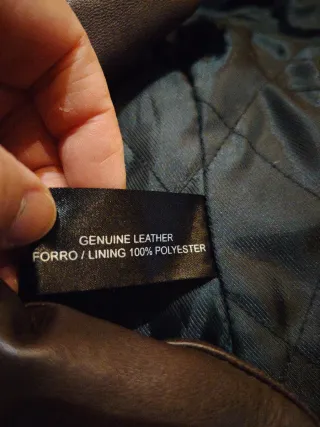 GENUINE LEATHER
FORRO / LINING 100% POLYESTER